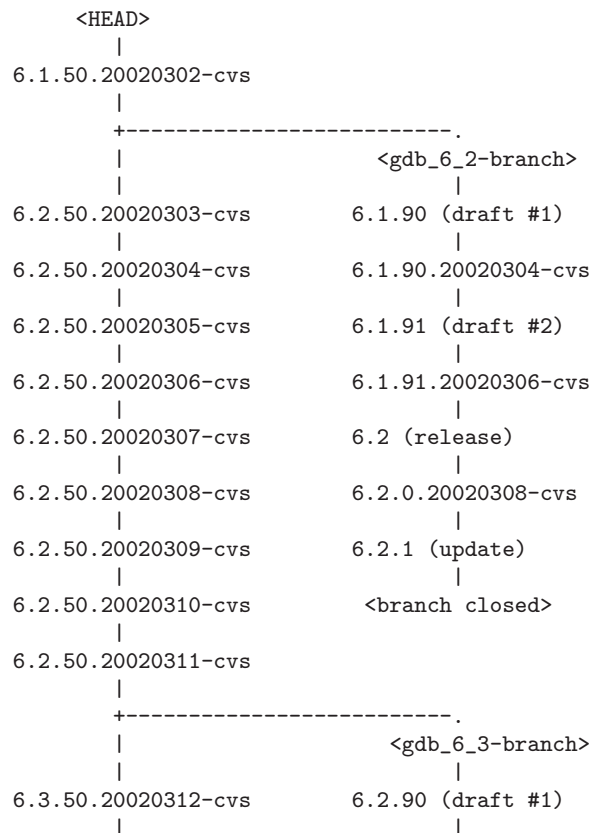 <HEAD>
        |
6.1.50.20020302-cvs
        |
        +--------------------------.
        |                    <gdb_6_2-branch>
        |                          |
6.2.50.20020303-cvs        6.1.90 (draft #1)
        |                          |
6.2.50.20020304-cvs        6.1.90.20020304-cvs
        |                          |
6.2.50.20020305-cvs        6.1.91 (draft #2)
        |                          |
6.2.50.20020306-cvs        6.1.91.20020306-cvs
        |                          |
6.2.50.20020307-cvs        6.2 (release)
        |                          |
6.2.50.20020308-cvs        6.2.0.20020308-cvs
        |                          |
6.2.50.20020309-cvs        6.2.1 (update)
        |                          |
6.2.50.20020310-cvs         <branch closed>
        |
6.2.50.20020311-cvs
        |
        +--------------------------.
        |                     <gdb_6_3-branch>
        |                          |
6.3.50.20020312-cvs        6.2.90 (draft #1)
        |                          |